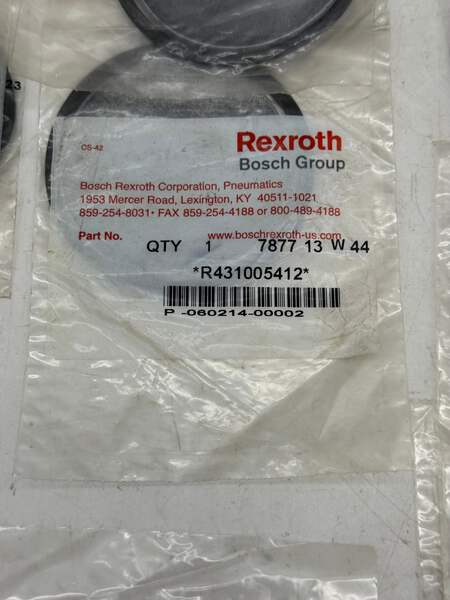 23
OS-42
Rexroth
Bosch Group
Bosch Rexroth Corporation, Pneumatics
1953 Mercer Road, Lexington, KY 40511-1021
859-254-8031• FAX 859-254-4188 or 800-489-4188
Part No. www.boschrexroth-us.com
QTY 1 7877 13 W 44
*R431005412*
P -060214-00002